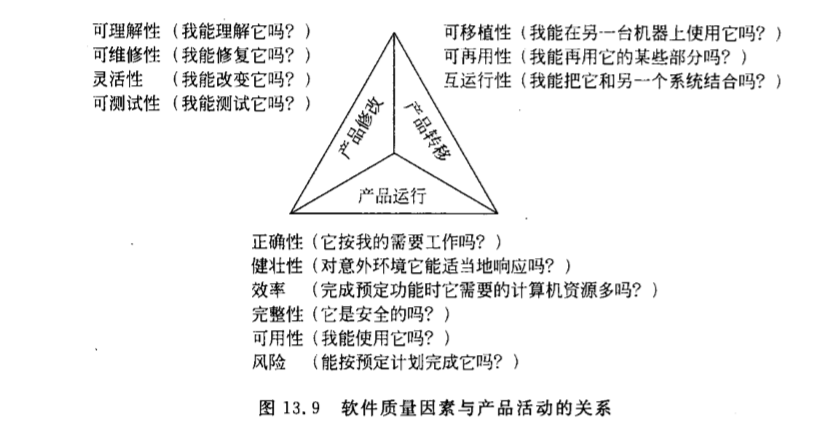 可理解性（我能理解它吗？）
可维修性（我能修复它吗？）
灵活性 （我能改变它吗？）
可测试性（我能测试它吗？）
可移植性（我能在另一台机器上使用它吗？）
可再用性（我能再用它的某些部分吗？）
互运行性（我能把它和另一个系统结合吗？）
产品修改
产品转移
产品运行
正确性（它按我的需要工作吗？）
健壮性（对意外环境它能适当地响应吗？）
效率 （完成预定功能时它需要的计算机资源多吗？）
完整性（它是安全的吗？）
可用性（我能使用它吗？）
风险 （能按预定计划完成它吗？）
图 13.9 软件质量因素与产品活动的关系